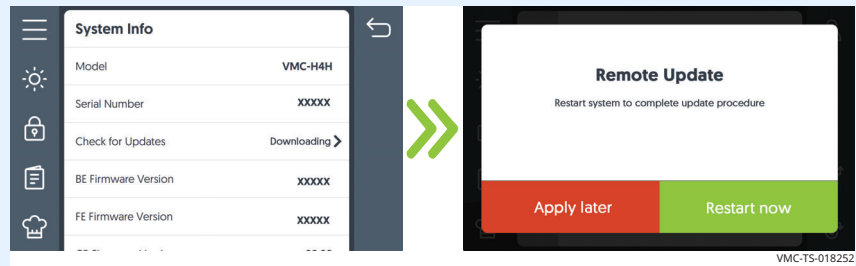 System Info
Model VMC-H4H
Serial Number XXXXX
Check for Updates Downloading
BE Firmware Version XXXXX
FE Firmware Version XXXXX
Remote Update
Restart system to complete update procedure
Apply later Restart now
VMC-TS-018252